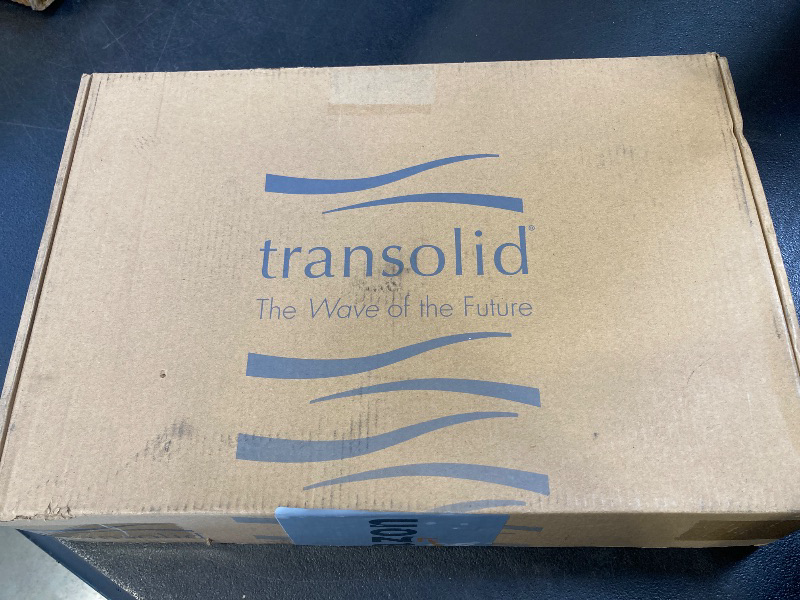 transolid®
The Wave of the Future